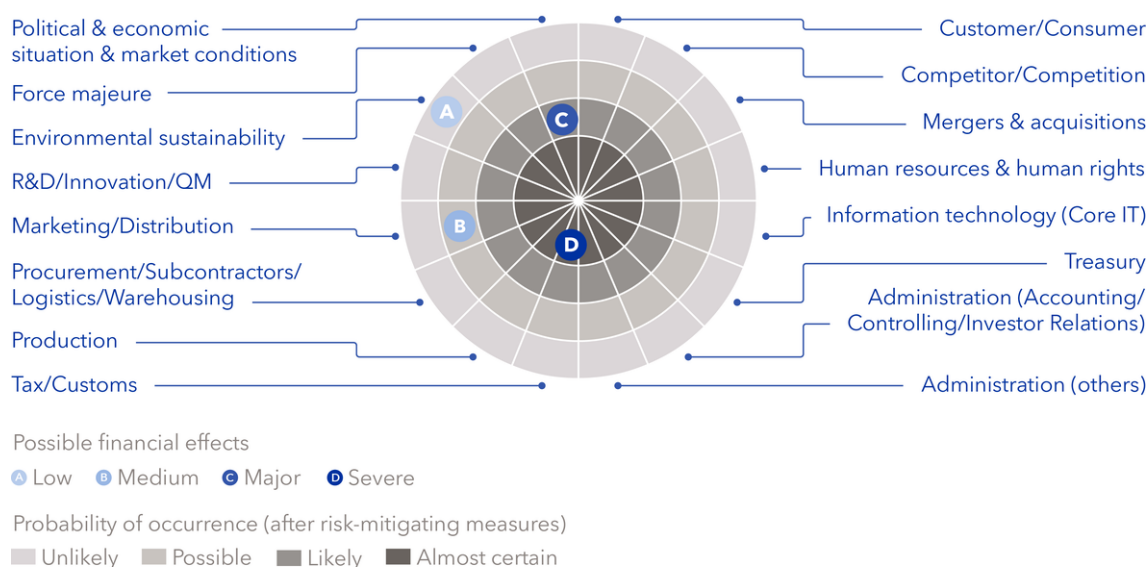 Political & economic
situation & market conditions
Force majeure
Environmental sustainability
R&D/Innovation/QM
Marketing/Distribution
Procurement/Subcontractors/
Logistics/Warehousing
Production
Tax/Customs
Customer/Consumer
Competitor/Competition
Mergers & acquisitions
Human resources & human rights
Information technology (Core IT)
Treasury
Administration (Accounting/
Controlling/Investor Relations)
Administration (others)
A
C
B
D
Possible financial effects
A Low B Medium C Major D Severe
Probability of occurrence (after risk-mitigating measures)
Unlikely Possible Likely Almost certain